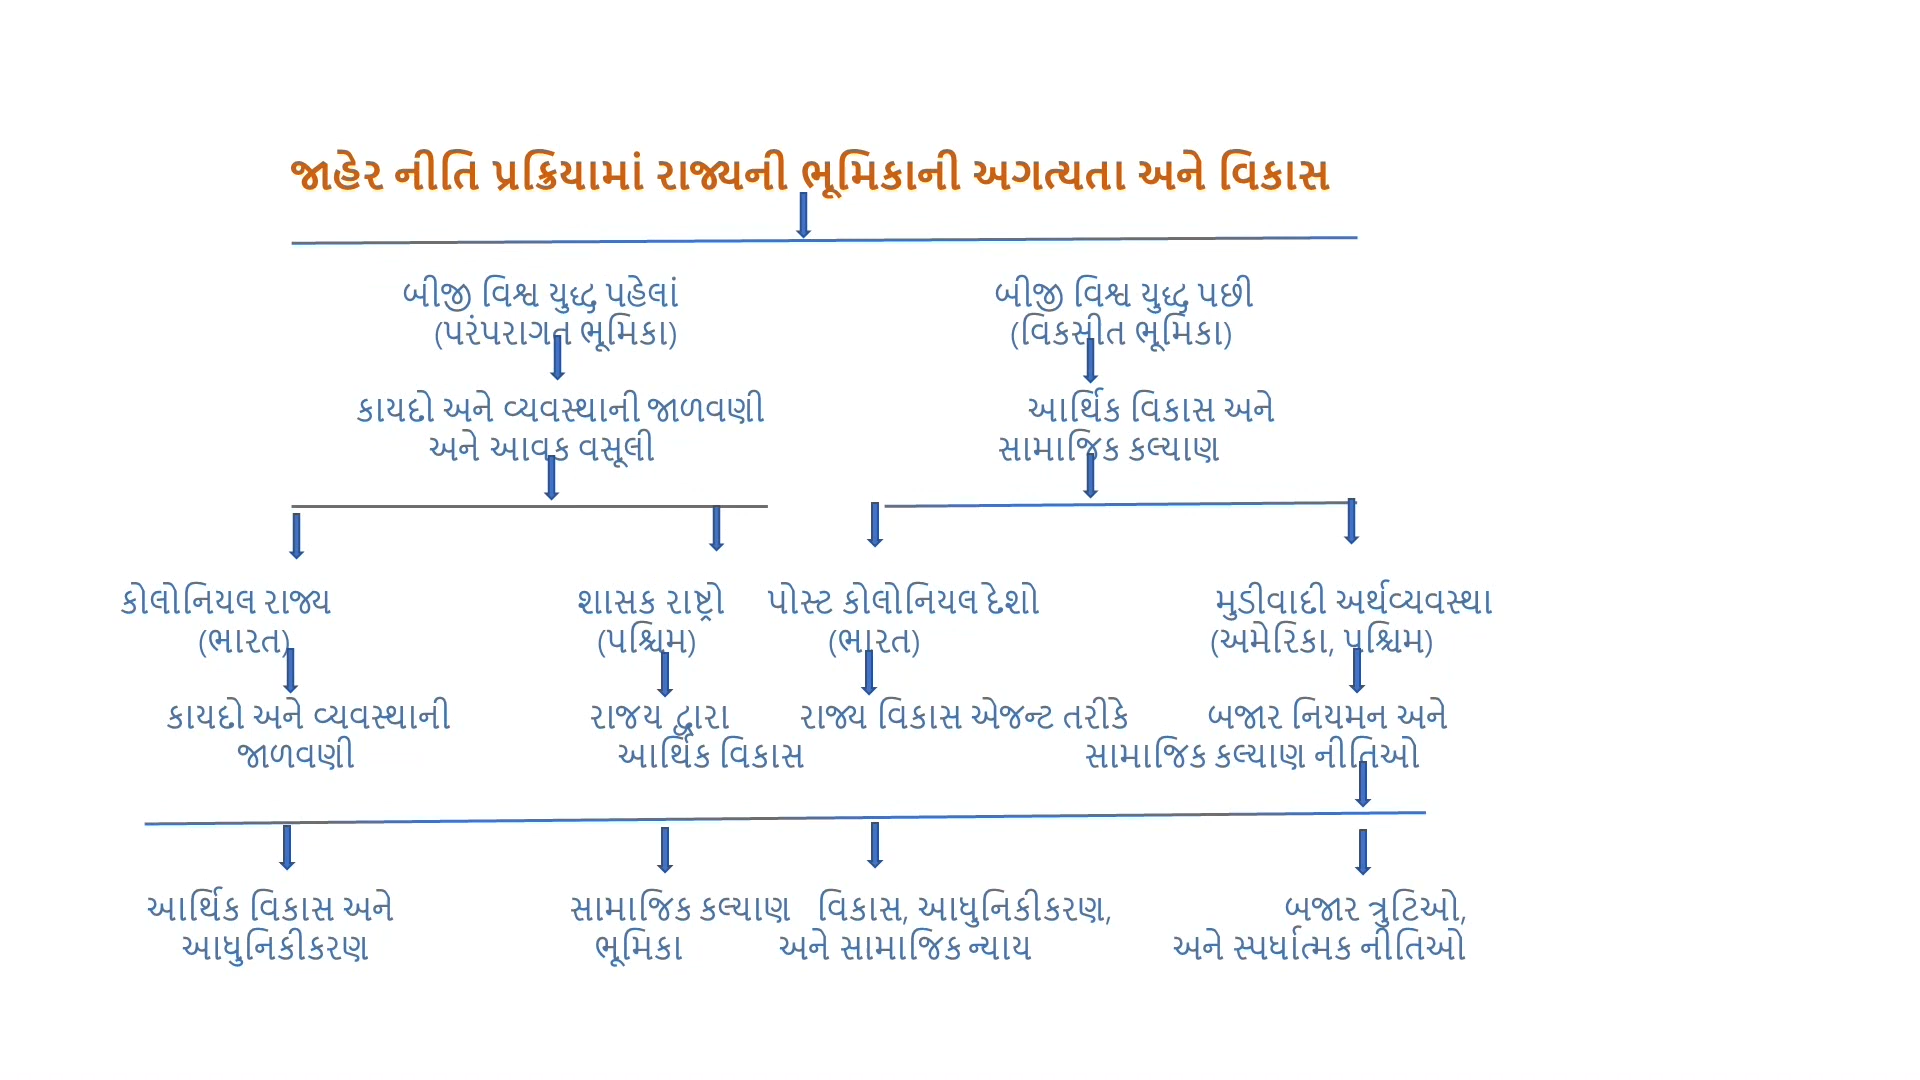 જાહેર નીતિ પ્રક્રિયામાં રાજ્યની ભૂમિકાની અગત્યતા અને વિકાસ
બીજી વિશ્વ યુદ્ધ પહેલાં બીજી વિશ્વ યુદ્ધ પછી
(પરંપરાગત ભૂમિકા) (વિકસીત ભૂમિકા)
કાયદો અને વ્યવસ્થાની જાળવણી આર્થિક વિકાસ અને
અને આવક વસૂલી સામાજિક કલ્યાણ
કોલોનિયલ રાજ્ય શાસક રાષ્ટ્રો પોસ્ટ કોલોનિયલ દેશો મુડીવાદી અર્થવ્યવસ્થા
(ભારત) (પશ્ચિમ) (ભારત) (અમેરિકા, પશ્ચિમ)
કાયદો અને વ્યવસ્થાની રાજય દ્વારા રાજ્ય વિકાસ એજન્ટ તરીકે બજાર નિયમન અને
જાળવણી આર્થિક વિકાસ સામાજિક કલ્યાણ નીતિઓ
આર્થિક વિકાસ અને સામાજિક કલ્યાણ વિકાસ, આધુનિકીકરણ, બજાર ત્રુટિઓ,
આધુનિકીકરણ ભૂમિકા અને સામાજિક ન્યાય અને સ્પર્ધાત્મક નીતિઓ